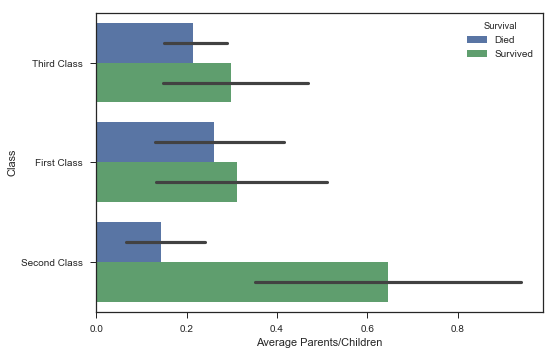 Survival
Died
Survived
Third Class
First Class
Second Class
Class
0.0 0.2 0.4 0.6 0.8
Average Parents/Children